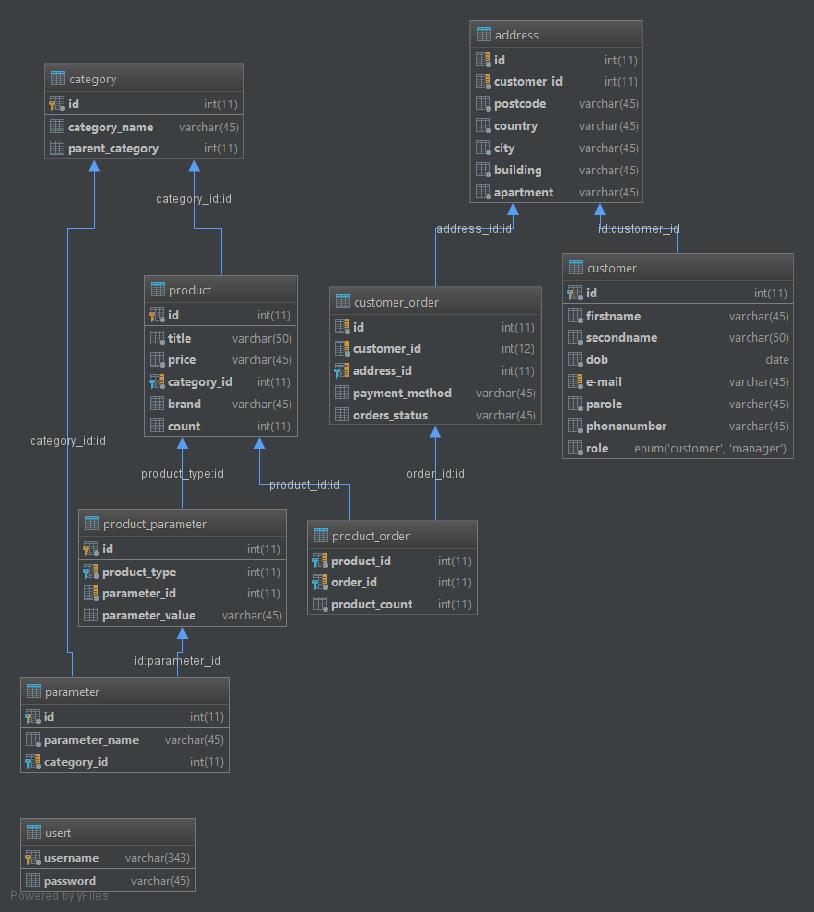 address
id int(11)
customer_id int(11)
postcode varchar(45)
country varchar(45)
city varchar(45)
building varchar(45)
apartment varchar(45)
category
id int(11)
category_name varchar(45)
parent_category int(11)
category_id:id
address_id:id
id:customer_id
product
id int(11)
title varchar(50)
price varchar(45)
category_id int(11)
brand varchar(45)
count int(11)
customer_order
id int(11)
customer_id int(12)
address_id int(11)
payment_method varchar(45)
orders_status varchar(45)
customer
id int(11)
firstname varchar(45)
secondname varchar(50)
dob date
e-mail varchar(45)
parole varchar(45)
phonenumber varchar(45)
role enum('customer', 'manager')
category_id:id
product_type:id
product_id:id
order_id:id
product_parameter
id int(11)
product_type int(11)
parameter_id int(11)
parameter_value varchar(45)
product_order
product_id int(11)
order_id int(11)
product_count int(11)
id:parameter_id
parameter
id int(11)
parameter_name varchar(45)
category_id int(11)
usert
username varchar(343)
password varchar(45)
Powered by yFiles